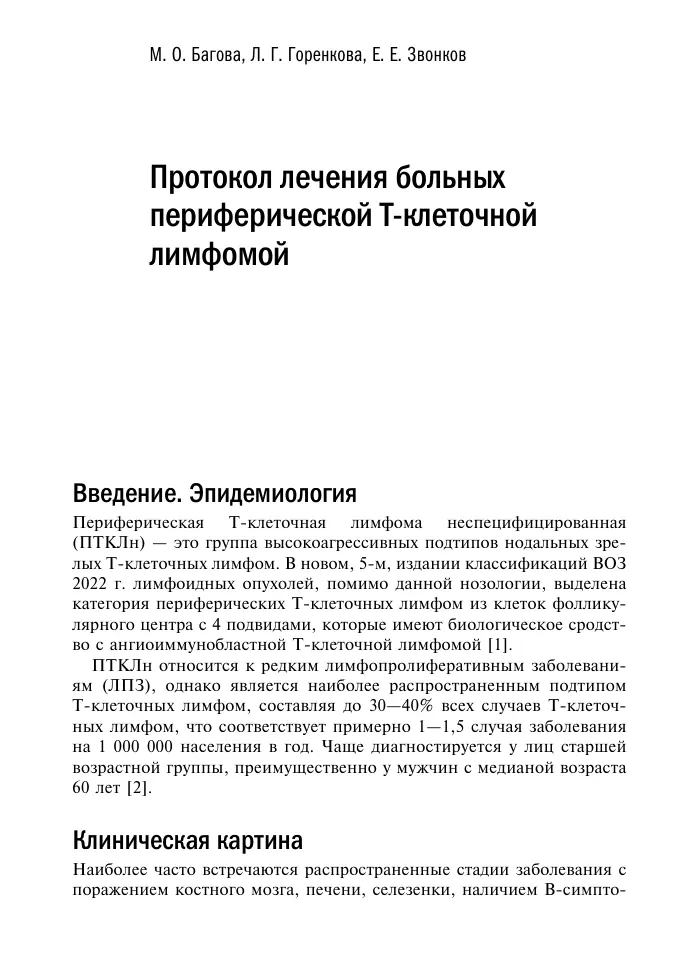 М. О. Багова, Л. Г. Горенкова, Е. Е. Звонков
Протокол лечения больных
периферической Т-клеточной
лимфомой
Введение. Эпидемиология
Периферическая Т-клеточная лимфома неспецифицированная
(ПТКЛн) — это группа высокоагрессивных подтипов нодальных зре-
лых Т-клеточных лимфом. В новом, 5-м, издании классификаций ВОЗ
2022 г. лимфоидных опухолей, помимо данной нозологии, выделена
категория периферических Т-клеточных лимфом из клеток фоллику-
лярного центра с 4 подвидами, которые имеют биологическое сродст-
во с ангиоиммунобластной Т-клеточной лимфомой [1].
ПТКЛн относится к редким лимфопролиферативным заболевани-
ям (ЛПЗ), однако является наиболее распространенным подтипом
Т-клеточных лимфом, составляя до 30—40% всех случаев Т-клеточ-
ных лимфом, что соответствует примерно 1—1,5 случая заболевания
на 1 000 000 населения в год. Чаще диагностируется у лиц старшей
возрастной группы, преимущественно у мужчин с медианой возраста
60 лет [2].
Клиническая картина
Наиболее часто встречаются распространенные стадии заболевания с
поражением костного мозга, печени, селезенки, наличием В-симпто-